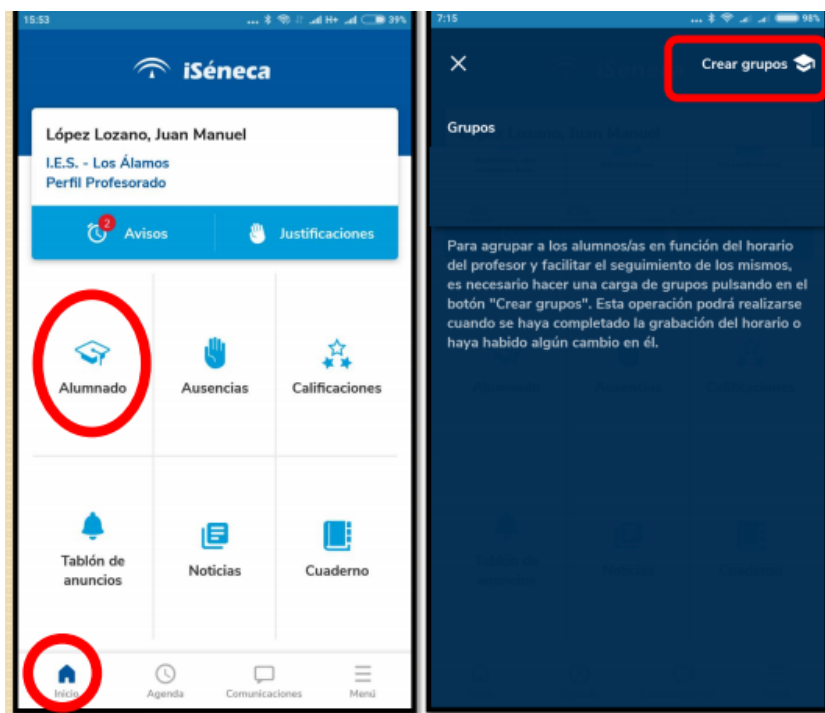 15:53
H+
39%
iSéneca
López Lozano, Juan Manuel
I.E.S. - Los Álamos
Perfil Profesorado
2
Avisos
Justificaciones
Alumnado
Ausencias
Calificaciones
Tablón de
anuncios
Noticias
Cuaderno
Inicio
Agenda
Comunicaciones
Menú
7:15
98%
Crear grupos
Grupos
Para agrupar a los alumnos/as en función del horario
del profesor y facilitar el seguimiento de los mismos,
es necesario hacer una carga de grupos pulsando en el
botón "Crear grupos". Esta operación podrá realizarse
cuando se haya completado la grabación del horario o
haya habido algún cambio en él.